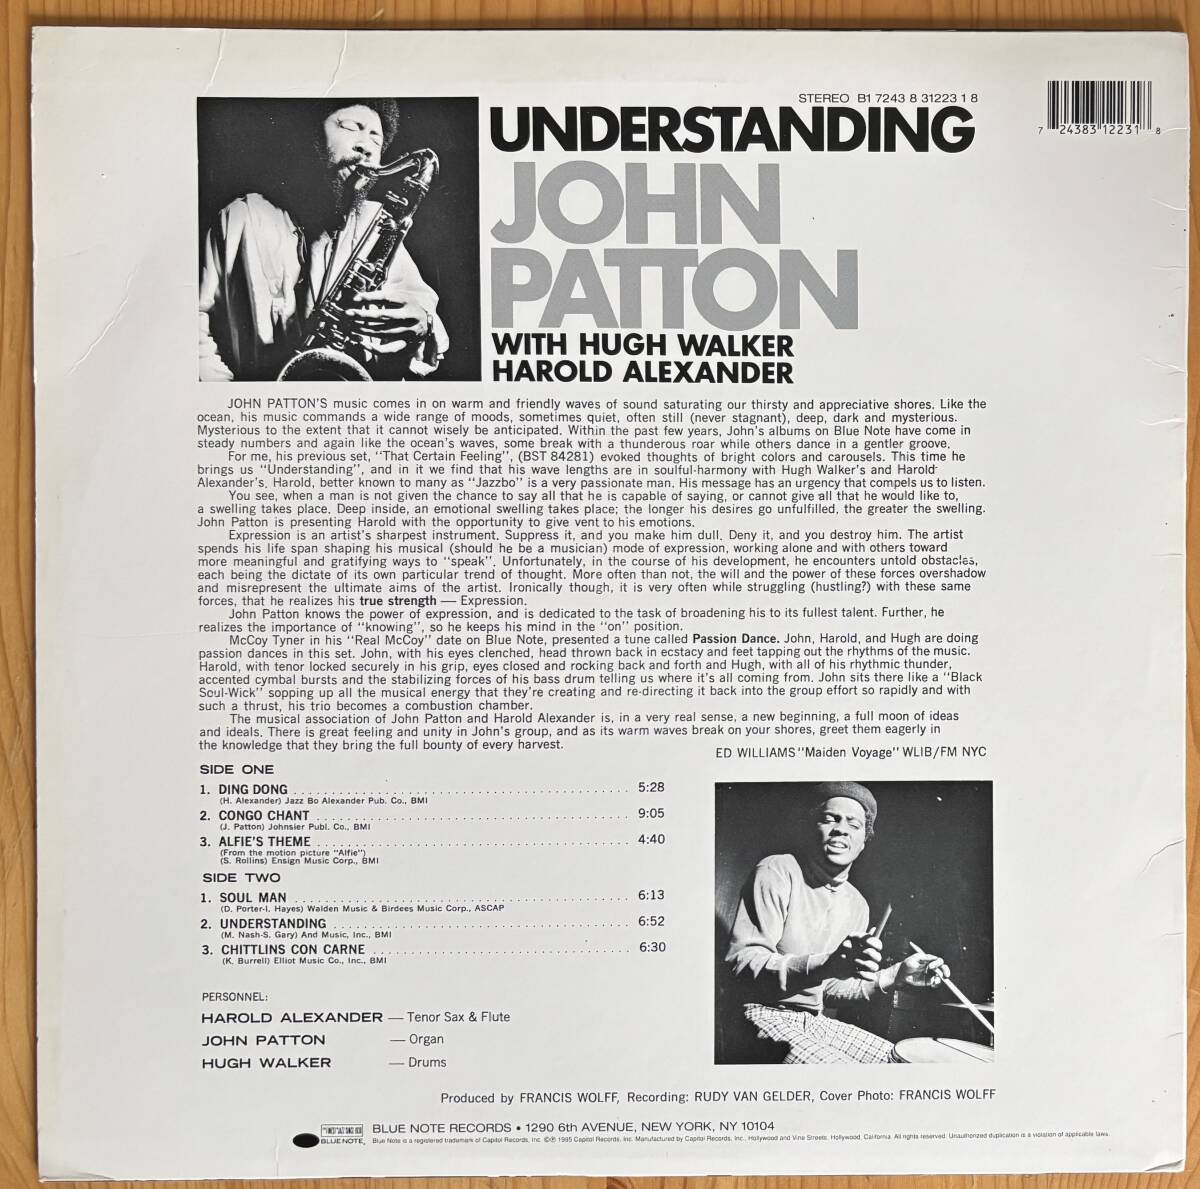 STEREO B1 7243 8 31223 1 8
7 24383 12231 8
UNDERSTANDING
JOHN
PATTON
WITH HUGH WALKER
HAROLD ALEXANDER
JOHN PATTON'S music comes in on warm and friendly waves of sound saturating our thirsty and appreciative shores. Like the
ocean, his music commands a wide range of moods, sometimes quiet, often still (never stagnant), deep, dark and mysterious.
Mysterious to the extent that it cannot wisely be anticipated. Within the past few years, John's albums on Blue Note have come in
steady numbers and again like the ocean's waves, some break with a thunderous roar while others dance in a gentler groove.
For me, his previous set, "That Certain Feeling", (BST 84281) evoked thoughts of bright colors and carousels. This time he
brings us "Understanding", and in it we find that his wave lengths are in soulful-harmony with Hugh Walker's and Harold
Alexander's. Harold, better known to many as "Jazzbo" is a very passionate man. His message has an urgency that compels us to listen.
You see, when a man is not given the chance to say all that he is capable of saying, or cannot give all that he would like to,
a swelling takes place. Deep inside, an emotional swelling takes place; the longer his desires go unfulfilled, the greater the swelling.
John Patton is presenting Harold with the opportunity to give vent to his emotions.
Expression is an artist's sharpest instrument. Suppress it, and you make him dull. Deny it, and you destroy him. The artist
spends his life span shaping his musical (should he be a musician) mode of expression, working alone and with others toward
more meaningful and gratifying ways to "speak". Unfortunately, in the course of his development, he encounters untold obstacles,
each being the dictate of its own particular trend of thought. More often than not, the will and the power of these forces overshadow
and misrepresent the ultimate aims of the artist. Ironically though, it is very often while struggling (hustling?) with these same
forces, that he realizes his true strength — Expression.
John Patton knows the power of expression, and is dedicated to the task of broadening his to its fullest talent. Further, he
realizes the importance of "knowing", so he keeps his mind in the "on" position.
McCoy Tyner in his "Real McCoy" date on Blue Note, presented a tune called Passion Dance. John, Harold, and Hugh are doing
passion dances in this set. John, with his eyes clenched, head thrown back in ecstacy and feet tapping out the rhythms of the music.
Harold, with tenor locked securely in his grip, eyes closed and rocking back and forth and Hugh, with all of his rhythmic thunder,
accented cymbal bursts and the stabilizing forces of his bass drum telling us where it's all coming from. John sits there like a "Black
Soul-Wick" sopping up all the musical energy that they're creating and re-directing it back into the group effort so rapidly and with
such a thrust, his trio becomes a combustion chamber.
The musical association of John Patton and Harold Alexander is, in a very real sense, a new beginning, a full moon of ideas
and ideals. There is great feeling and unity in John's group, and as its warm waves break on your shores, greet them eagerly in
the knowledge that they bring the full bounty of every harvest.
ED WILLIAMS "Maiden Voyage" WLIB/FM NYC
SIDE ONE
1. DING DONG 5:28
(H. Alexander) Jazz Bo Alexander Pub. Co., BMI
2. CONGO CHANT 9:05
(J. Patton) Johnsier Publ. Co., BMI
3. ALFIE'S THEME 4:40
(From the motion picture "Alfie")
(S. Rollins) Ensign Music Corp., BMI
SIDE TWO
1. SOUL MAN 6:13
(D. Porter-I. Hayes) Walden Music & Birdees Music Corp., ASCAP
2. UNDERSTANDING 6:52
(M. Nash-S. Gary) And Music, Inc., BMI
3. CHITTLINS CON CARNE 6:30
(K. Burrell) Elliot Music Co., Inc., BMI
PERSONNEL:
HAROLD ALEXANDER — Tenor Sax & Flute
JOHN PATTON — Organ
HUGH WALKER — Drums
Produced by FRANCIS WOLFF, Recording: RUDY VAN GELDER, Cover Photo: FRANCIS WOLFF
BLUE NOTE RECORDS • 1290 6th AVENUE, NEW YORK, NY 10104
BLUE NOTE
Blue Note is a registered trademark of Capitol Records, Inc. ©℗ 1995 Capitol Records, Inc. Manufactured by Capitol Records, Inc., Hollywood and Vine Streets, Hollywood, California. All rights reserved. Unauthorized duplication is a violation of applicable laws.